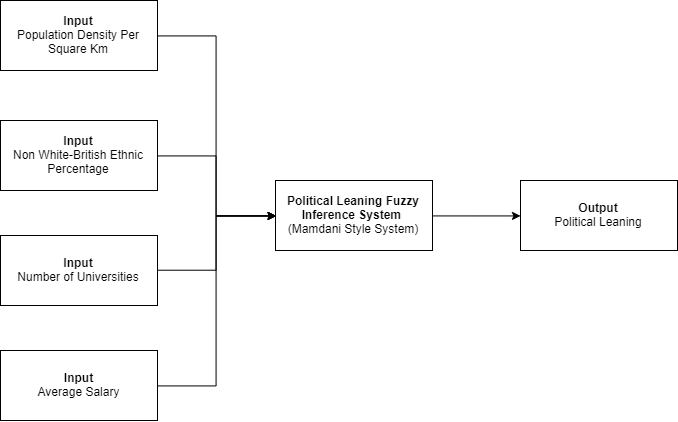 Input
Population Density Per
Square Km
Input
Non White-British Ethnic
Percentage
Input
Number of Universities
Input
Average Salary
Political Leaning Fuzzy
Inference System
(Mamdani Style System)
Output
Political Leaning